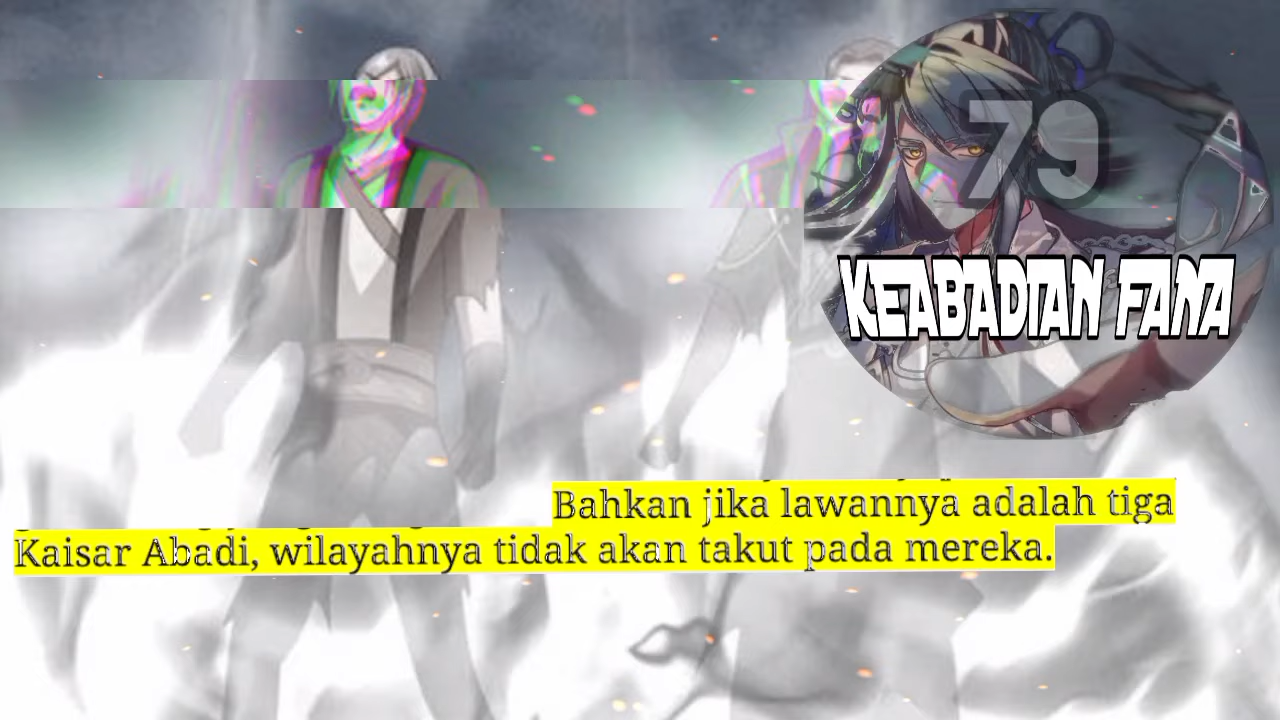 79
KEABADIAN FANA
Bahkan jika lawannya adalah tiga
Kaisar Abadi, wilayahnya tidak akan takut pada mereka.